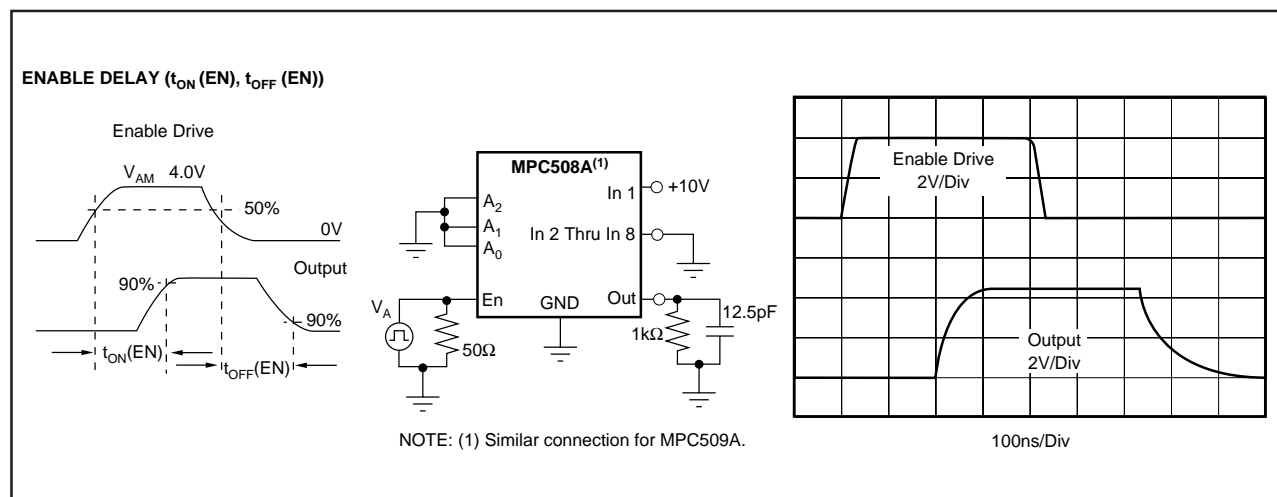 ENABLE DELAY (tON (EN), tOFF (EN))
Enable Drive
VAM 4.0V
50%
0V
Output
90%
90%
tON(EN)
tOFF(EN)
MPC508A(1)
In 1
+10V
A2
A1
A0
In 2 Thru In 8
En
GND
Out
VA
50Ω
1kΩ
12.5pF
NOTE: (1) Similar connection for MPC509A.
Enable Drive
2V/Div
Output
2V/Div
100ns/Div